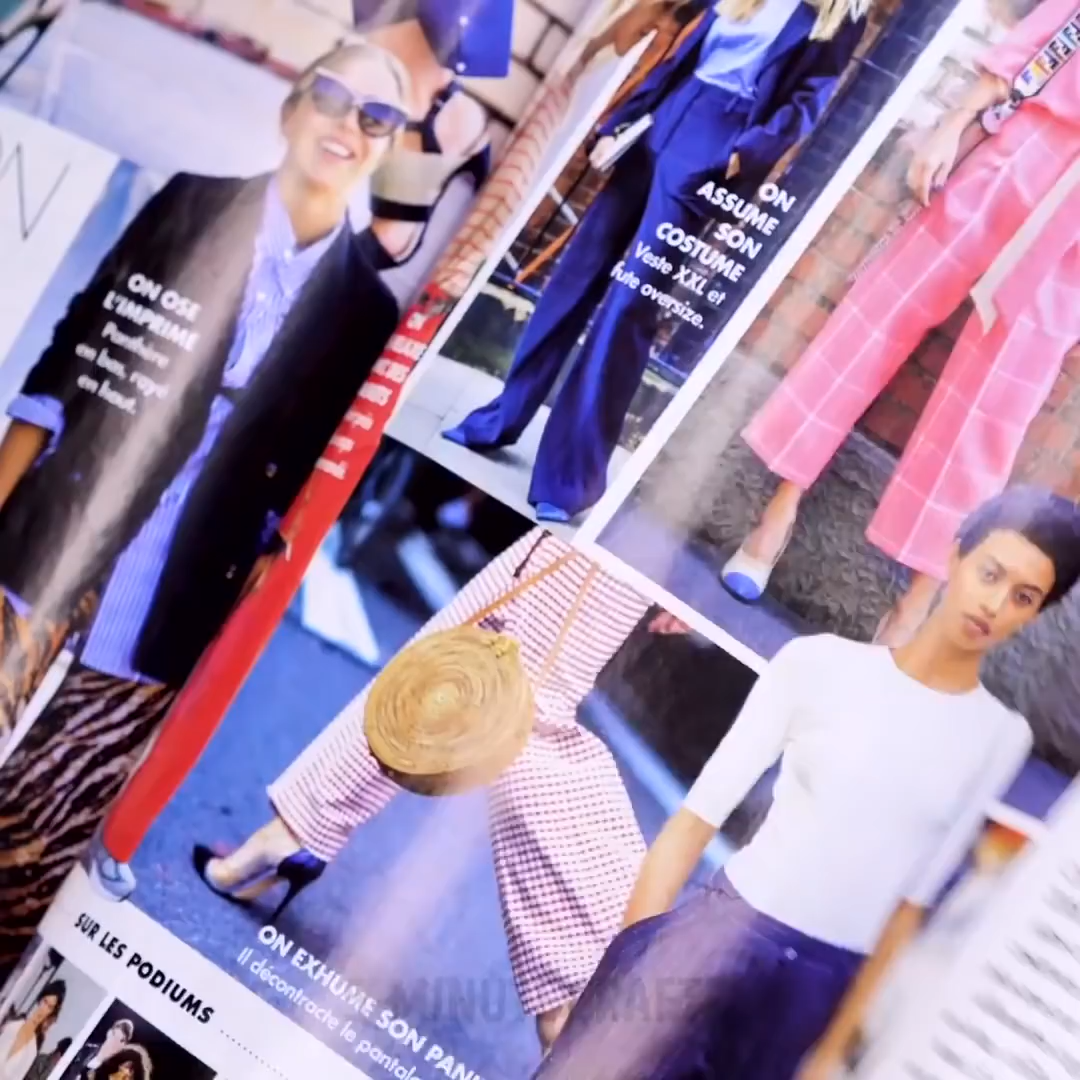 ON OSE
L'IMPRIMÉ
Panthère
en bas, rayé
en haut.
ON
ASSUME
SON
COSTUME
Veste XXL et
fute oversize.
ON EXHUME SON PANI
Il décontracte le pantalo
SUR LES PODIUMS